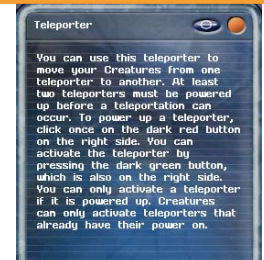 Teleporter
You can use this teleporter to
move your Creatures from one
teleporter to another. At least
two teleporters must be powered
up before a teleportation can
occur. To power up a teleporter,
click once on the dark red button
on the right side. You can
activate the teleporter by
pressing the dark green button,
which is also on the right side.
You can only activate a teleporter
if it is powered up. Creatures
can only activate teleporters that
already have their power on.